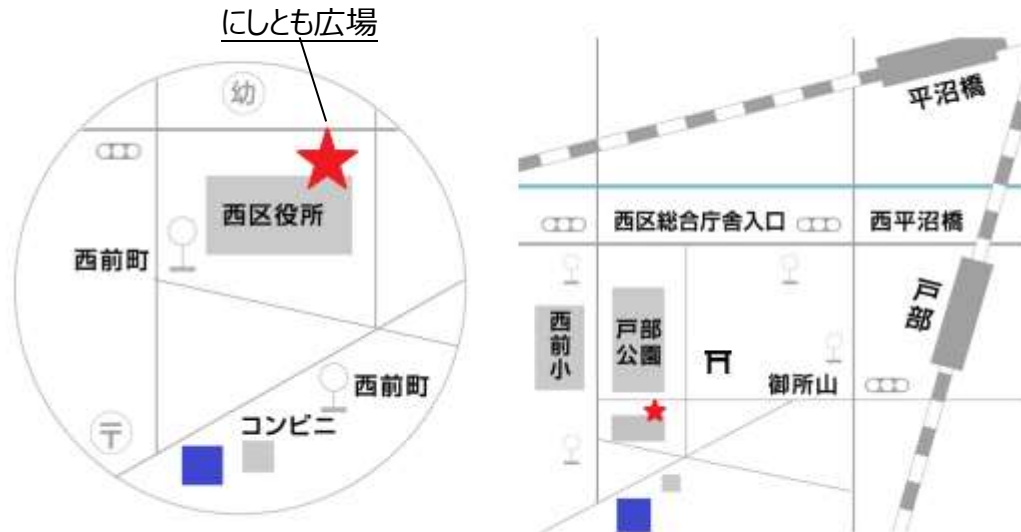 にしとも広場
幼
西区役所
西前町
西前町
コンビニ
〒
平沼橋
西区総合庁舎入口
西平沼橋
戸部
西前小
戸部
公園
御所山